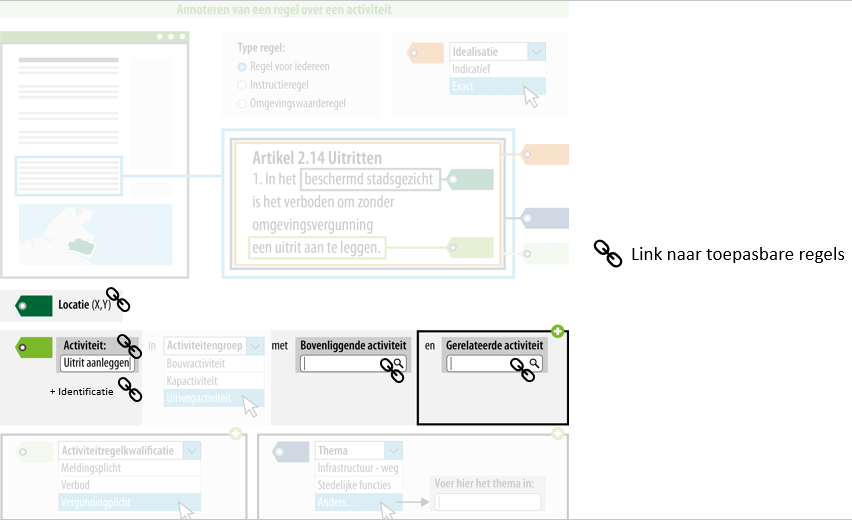 Annoteren van een regel over een activiteit
Type regel:
Regel voor iedereen
Instructieregel
Omgevingswaarderegel
Idealisatie
Indicatief
Exact
Artikel 2.14 Uitritten
1. In het beschermd stadsgezicht
is het verboden om zonder
omgevingsvergunning
een uitrit aan te leggen.
Link naar toepasbare regels
Locatie (X,Y)
Activiteit:
Uitrit aanleggen
+ Identificatie
in
Activiteitengroep
Bouwactiviteit
Kapactiviteit
Uitwegactiviteit
met
Bovenliggende activiteit
en
Gerelateerde activiteit
Activiteitregelkwalificatie
Meldingsplicht
Verbod
Vergunningplicht
Thema
Infrastructuur - weg
Stedelijke functies
Anders...
Voer hier het thema in: